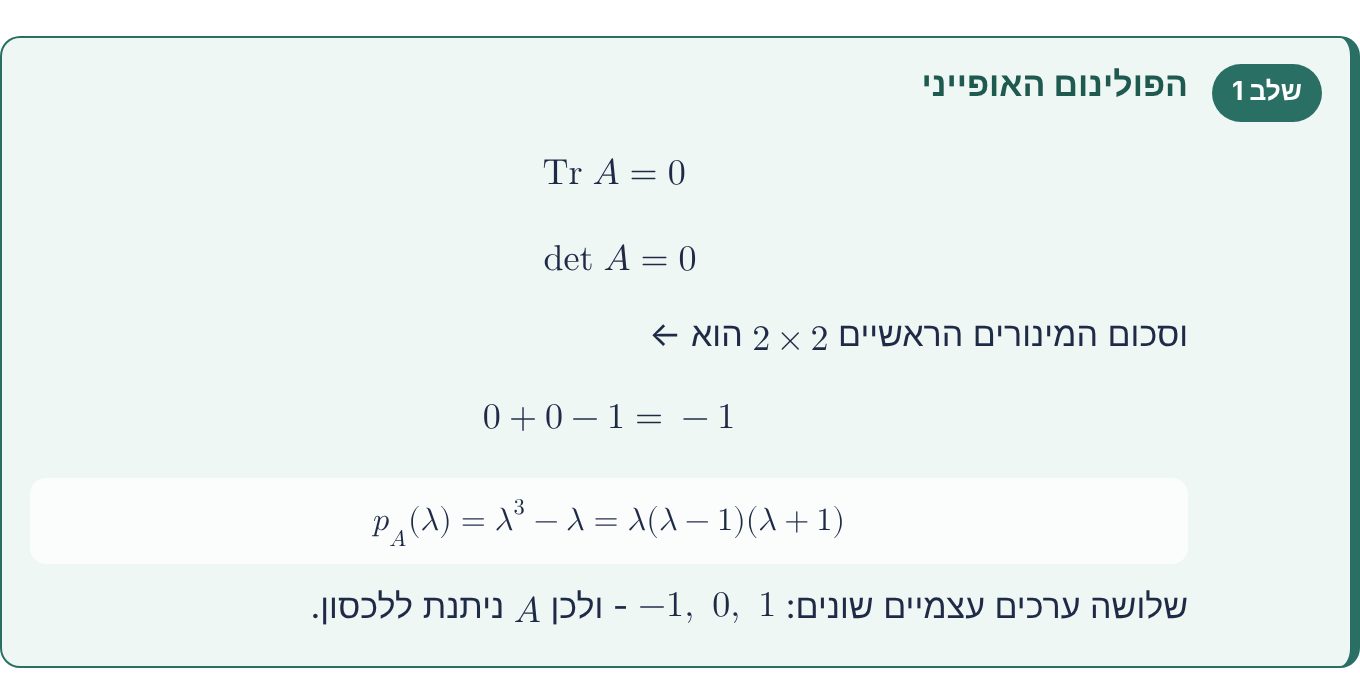 שלב 1
הפולינום האופייני
Tr A = 0
det A = 0
וסכום המינורים הראשיים 2 × 2 הוא ←
0 + 0 − 1 = − 1
p_A(λ) = λ³ − λ = λ(λ − 1)(λ + 1)
שלושה ערכים עצמיים שונים: −1, 0, 1 - ולכן A ניתנת ללכסון.